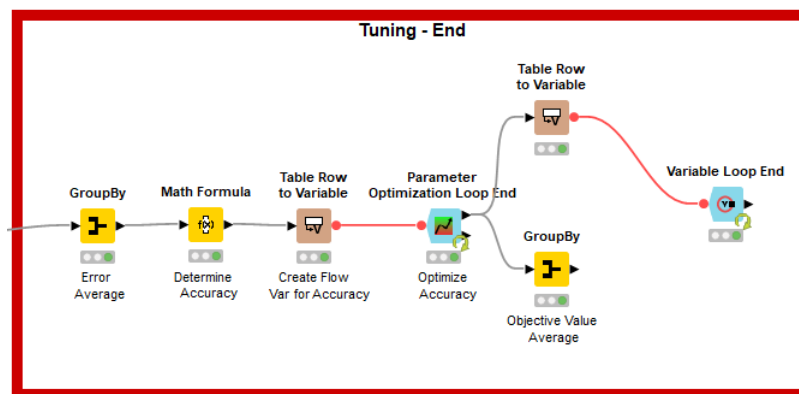 Tuning - End
Table Row
to Variable
GroupBy
Math Formula
Table Row
to Variable
Parameter
Optimization Loop End
Variable Loop End
Error
Average
f(x)
Determine
Accuracy
V
Create Flow
Var for Accuracy
Optimize
Accuracy
V
GroupBy
Objective Value
Average